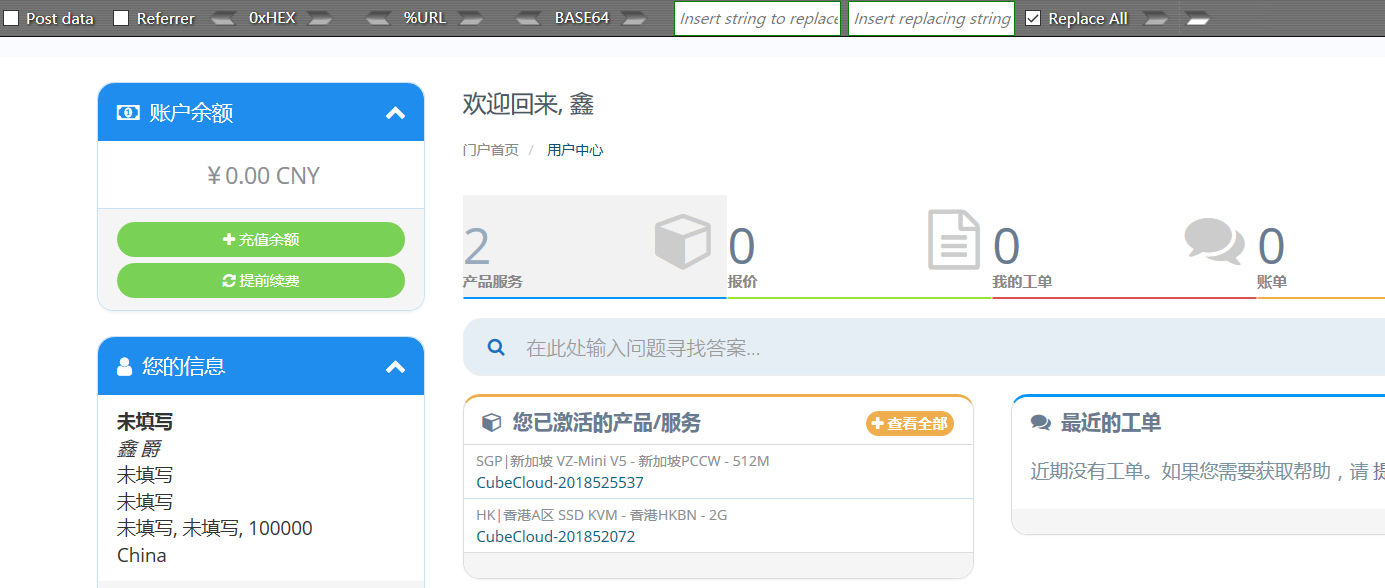 Post data Referrer 0xHEX %URL BASE64 Insert string to replace Insert replacing string Replace All
账户余额
¥0.00 CNY
充值余额
提前续费
您的信息
未填写
鑫 爵
未填写
未填写
未填写, 未填写, 100000
China
欢迎回来, 鑫
门户首页 / 用户中心
2
产品服务
0
报价
0
我的工单
0
账单
在此处输入问题寻找答案...
您已激活的产品/服务
查看全部
SGP|新加坡 VZ-Mini V5 - 新加坡PCCW - 512M
CubeCloud-2018525537
HK|香港A区 SSD KVM - 香港HKBN - 2G
CubeCloud-201852072
最近的工单
近期没有工单。如果您需要获取帮助，请 提